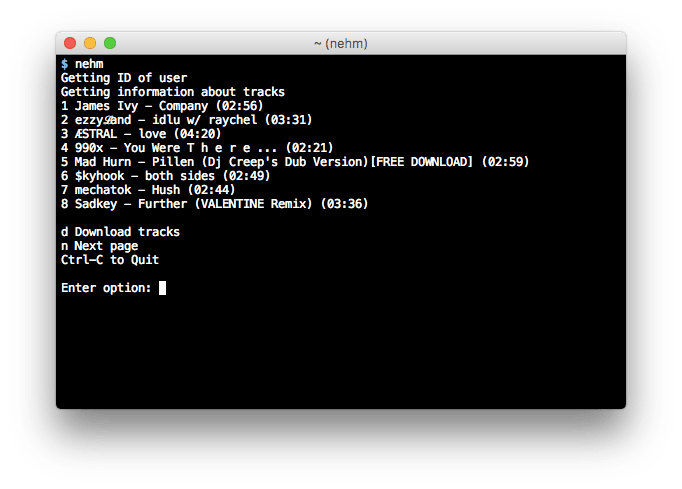 ~ (nehm)
$ nehm
Getting ID of user
Getting information about tracks
1 James Ivy – Company (02:56)
2 – idlu w/ raychel (03:31)
3 ÆSTRAL – love (04:20)
4 990x – You Were T h e r e ... (02:21)
5 Mad Hurn – Pillen (Dj Creep's Dub Version)[FREE DOWNLOAD] (02:59)
6 $kyhook – both sides (02:49)
7 mechatok – Hush (02:44)
8 Sadkey – Further (VALENTINE Remix) (03:36)
d Download tracks
n Next page
Ctrl–C to Quit
Enter option: